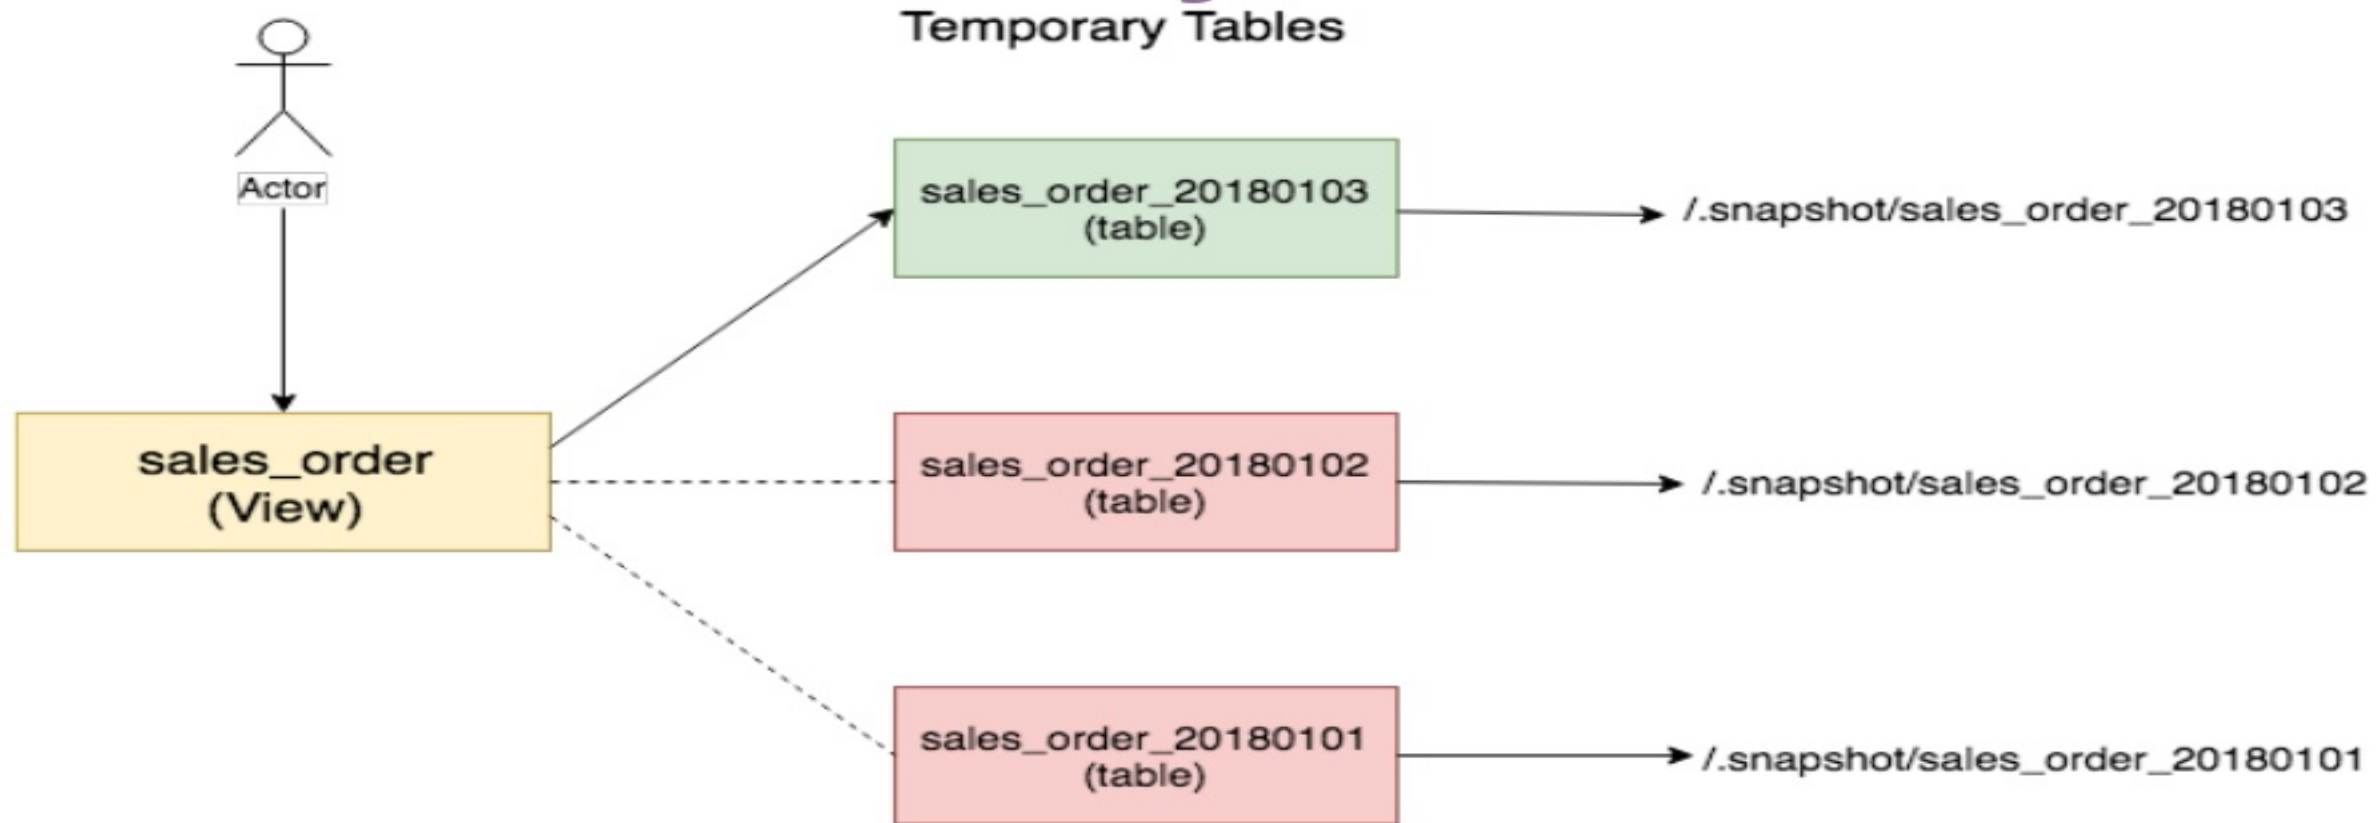 Temporary Tables
Actor
sales_order_20180103
(table)
/.snapshot/sales_order_20180103
sales_order
(View)
sales_order_20180102
(table)
/.snapshot/sales_order_20180102
sales_order_20180101
(table)
/.snapshot/sales_order_20180101